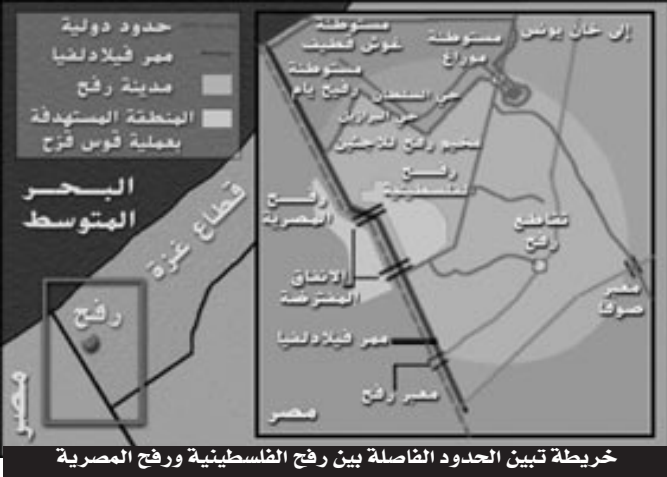 حدود دولية
ممر فيلادلفيا
مدينة رفح
المنطقة المستهدفة
بعملية قوس قزح
البحر
المتوسط
قطاع غزة
رفح
مصر
مستوطنة
غوش قطيف
مستوطنة
موراغ
إلى خان يونس
مستوطنة
رفيح يام
حي السلطان
حي البرازيل
مخيم رفح للاجئين
رفح
الفلسطينية
رفح
المصرية
تقاطع
رفح
الانفاق
المفترضة
معبر
صوفا
ممر فيلادلفيا
معبر رفح
مصر
خريطة تبين الحدود الفاصلة بين رفح الفلسطينية ورفح المصرية